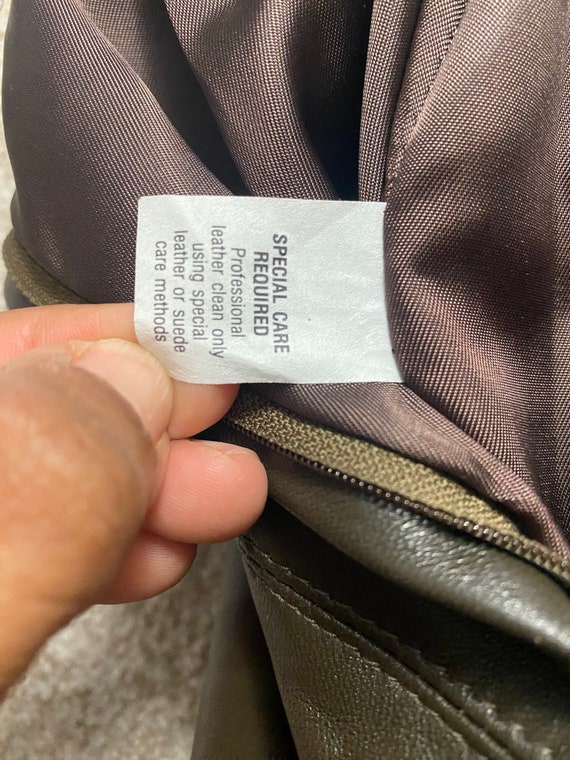 SPECIAL CARE
REQUIRED
Professional
leather clean only
using special
leather or suede
care methods